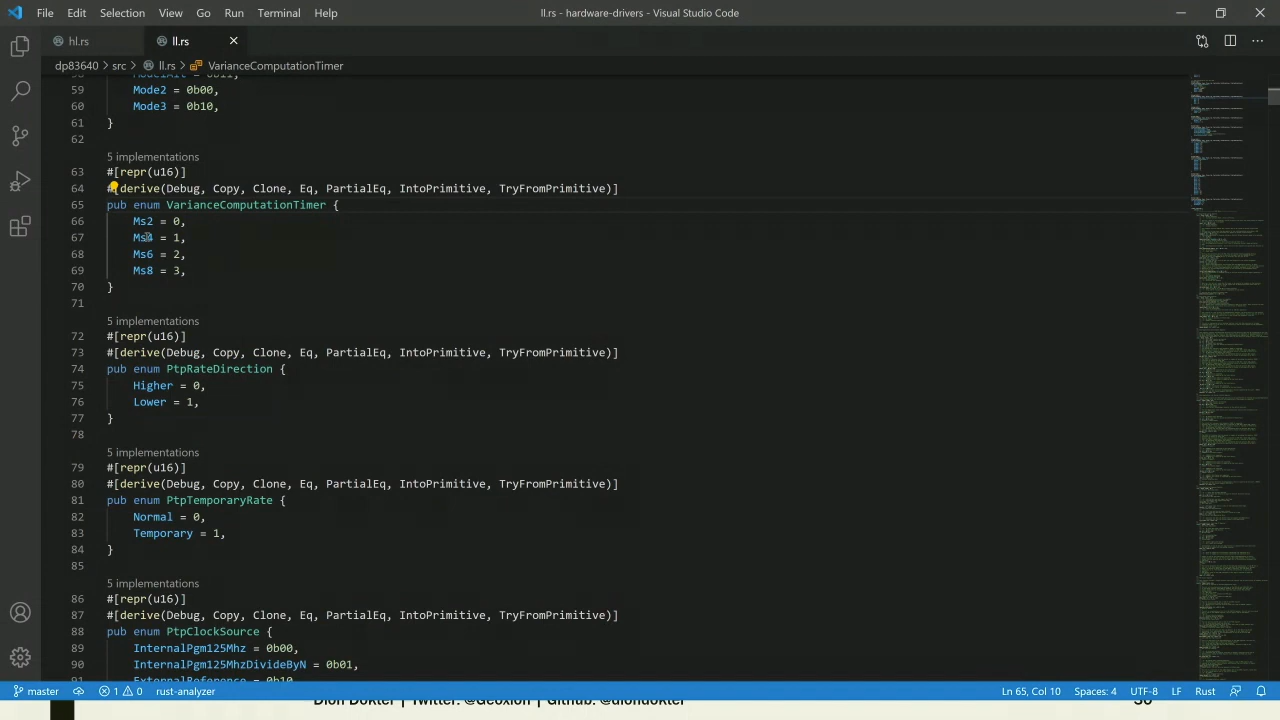 File Edit Selection View Go Run Terminal Help
ll.rs - hardware-drivers - Visual Studio Code
hl.rs
ll.rs
dp83640 > src > ll.rs > VarianceComputationTimer
59 Mode2 = 0b00,
60 Mode3 = 0b10,
61 }
62
5 implementations
63 #[repr(u16)]
64 #[derive(Debug, Copy, Clone, Eq, PartialEq, IntoPrimitive, TryFromPrimitive)]
65 pub enum VarianceComputationTimer {
66 Ms2 = 0,
67 Ms4 = 1,
68 Ms6 = 2,
69 Ms8 = 3,
70 }
71
5 implementations
72 #[repr(u16)]
73 #[derive(Debug, Copy, Clone, Eq, PartialEq, IntoPrimitive, TryFromPrimitive)]
74 pub enum PtpRateDirection {
75 Higher = 0,
76 Lower = 1,
77 }
78
5 implementations
79 #[repr(u16)]
80 #[derive(Debug, Copy, Clone, Eq, PartialEq, IntoPrimitive, TryFromPrimitive)]
81 pub enum PtpTemporaryRate {
82 Normal = 0,
83 Temporary = 1,
84 }
85
5 implementations
86 #[repr(u16)]
87 #[derive(Debug, Copy, Clone, Eq, PartialEq, IntoPrimitive, TryFromPrimitive)]
88 pub enum PtpClockSource {
89 InternalPgm125Mhz = 0b00,
90 InternalPgm125MhzDivideByN = 0b01,
91 ExternalReference = 0b10
master 1 0 rust-analyzer
Ln 65, Col 10 Spaces: 4 UTF-8 LF Rust
Dion Dokter | Twitter: @Geoxion | Github: @diondokter